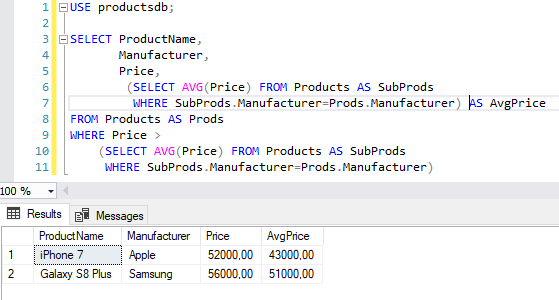 1 USE productsdb;
2
3 SELECT ProductName,
4 Manufacturer,
5 Price,
6 (SELECT AVG(Price) FROM Products AS SubProds
7 WHERE SubProds.Manufacturer=Prods.Manufacturer) AS AvgPrice
8 FROM Products AS Prods
9 WHERE Price >
10 (SELECT AVG(Price) FROM Products AS SubProds
11 WHERE SubProds.Manufacturer=Prods.Manufacturer)
100 %
Results Messages
ProductName Manufacturer Price AvgPrice
1 iPhone 7 Apple 52000,00 43000,00
2 Galaxy S8 Plus Samsung 56000,00 51000,00